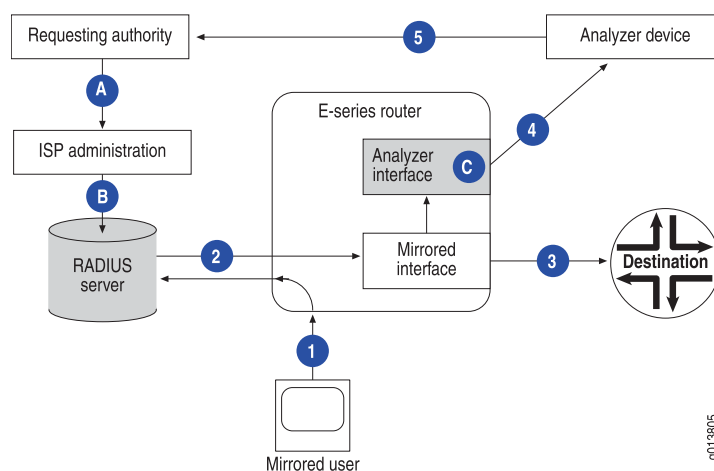 Requesting authority
5
Analyzer device
A
E-series router
4
ISP administration
Analyzer
interface
C
B
RADIUS
server
2
Mirrored
interface
3
Destination
1
Mirrored user
g013805